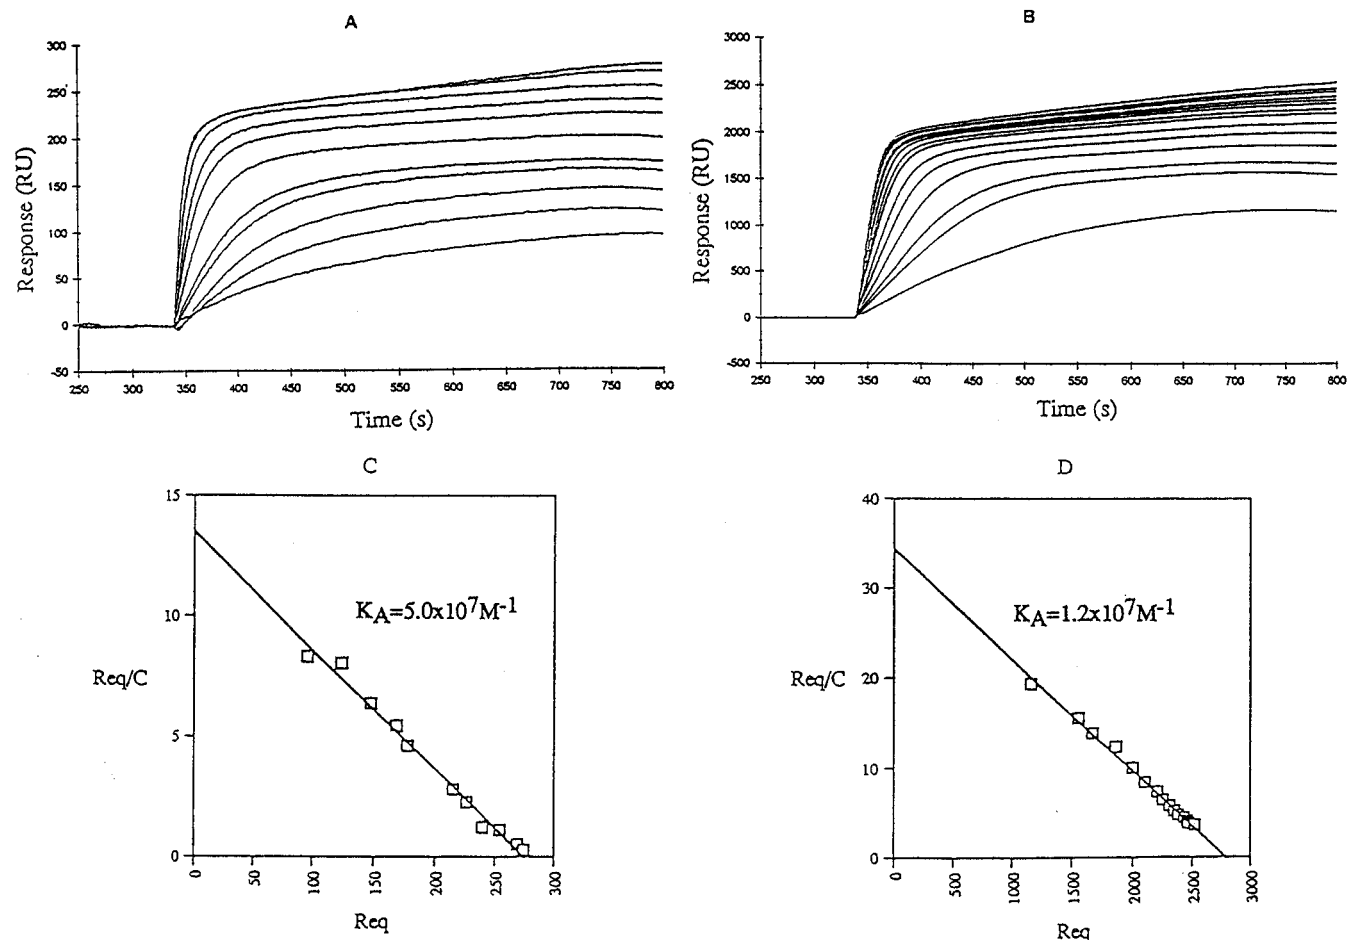 A
B
300
250
200
150
100
50
0
-50
Response (RU)
250 300 350 400 450 500 550 600 650 700 750 800
Time (s)
3000
2500
2000
1500
1000
500
0
-500
Response (RU)
250 300 350 400 450 500 550 600 650 700 750 800
Time (s)
C
15
10
5
0
Req/C
KA=5.0x10^7M^-1
0 50 100 150 200 250 300
Req
D
40
30
20
10
0
Req/C
KA=1.2x10^7M^-1
0 500 1000 1500 2000 2500 3000
Req